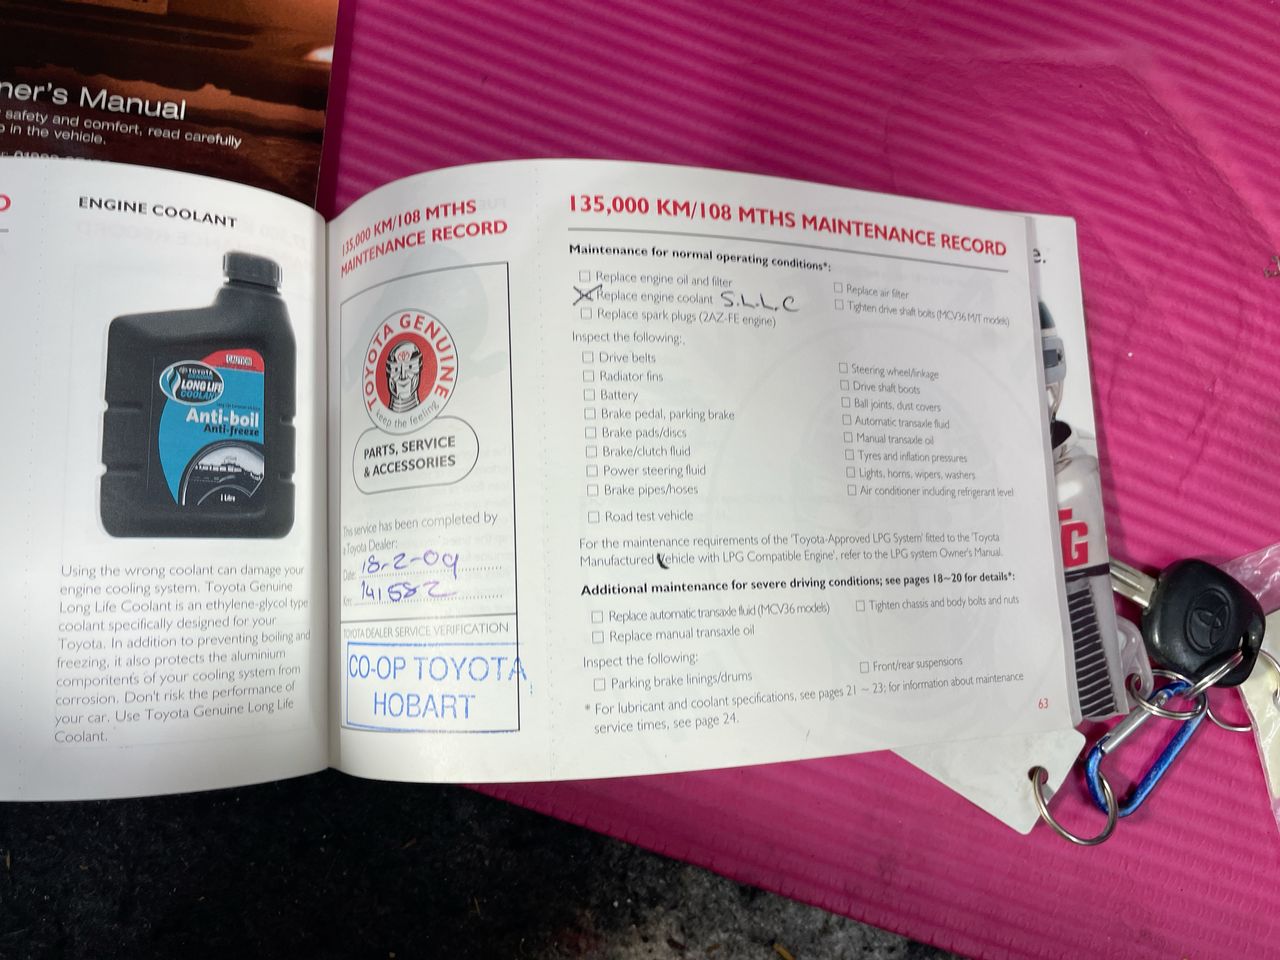 ner's Manual
safety and comfort, read carefully
in the vehicle.
ENGINE COOLANT
CAUTION
TOYOTA
LONG LIFE
COOLANT
Anti-boil
Anti-freeze
1 Litre
Using the wrong coolant can damage your
engine cooling system. Toyota Genuine
Long Life Coolant is an ethylene-glycol type
coolant specifically designed for your
Toyota. In addition to preventing boiling and
freezing, it also protects the aluminium
components of your cooling system from
corrosion. Don't risk the performance of
your car. Use Toyota Genuine Long Life
Coolant.
135,000 KM/108 MTHS
MAINTENANCE RECORD
TOYOTA GENUINE
keep the feeling
PARTS, SERVICE
& ACCESSORIES
This service has been completed by
a Toyota Dealer:
Date: 18-2-09
Km: 141582
TOYOTA DEALER SERVICE VERIFICATION
CO-OP TOYOTA
HOBART
135,000 KM/108 MTHS MAINTENANCE RECORD
Maintenance for normal operating conditions*:
Replace engine oil and filter
Replace engine coolant S.L.L.C
Replace spark plugs (2AZ-FE engine)
Replace air filter
Tighten drive shaft bolts (MCV36 M/T models)
Inspect the following:
Drive belts
Radiator fins
Battery
Brake pedal, parking brake
Brake pads/discs
Brake/clutch fluid
Power steering fluid
Brake pipes/hoses
Road test vehicle
Steering wheel/linkage
Drive shaft boots
Ball joints, dust covers
Automatic transaxle fluid
Manual transaxle oil
Tyres and inflation pressures
Lights, horns, wipers, washers
Air conditioner including refrigerant level
For the maintenance requirements of the 'Toyota-Approved LPG System' fitted to the 'Toyota
Manufactured Vehicle with LPG Compatible Engine', refer to the LPG system Owner's Manual.
Additional maintenance for severe driving conditions; see pages 18~20 for details*:
Replace automatic transaxle fluid (MCV36 models)
Replace manual transaxle oil
Tighten chassis and body bolts and nuts
Inspect the following:
Parking brake linings/drums
Front/rear suspensions
* For lubricant and coolant specifications, see pages 21 ~ 23; for information about maintenance
service times, see page 24.
63